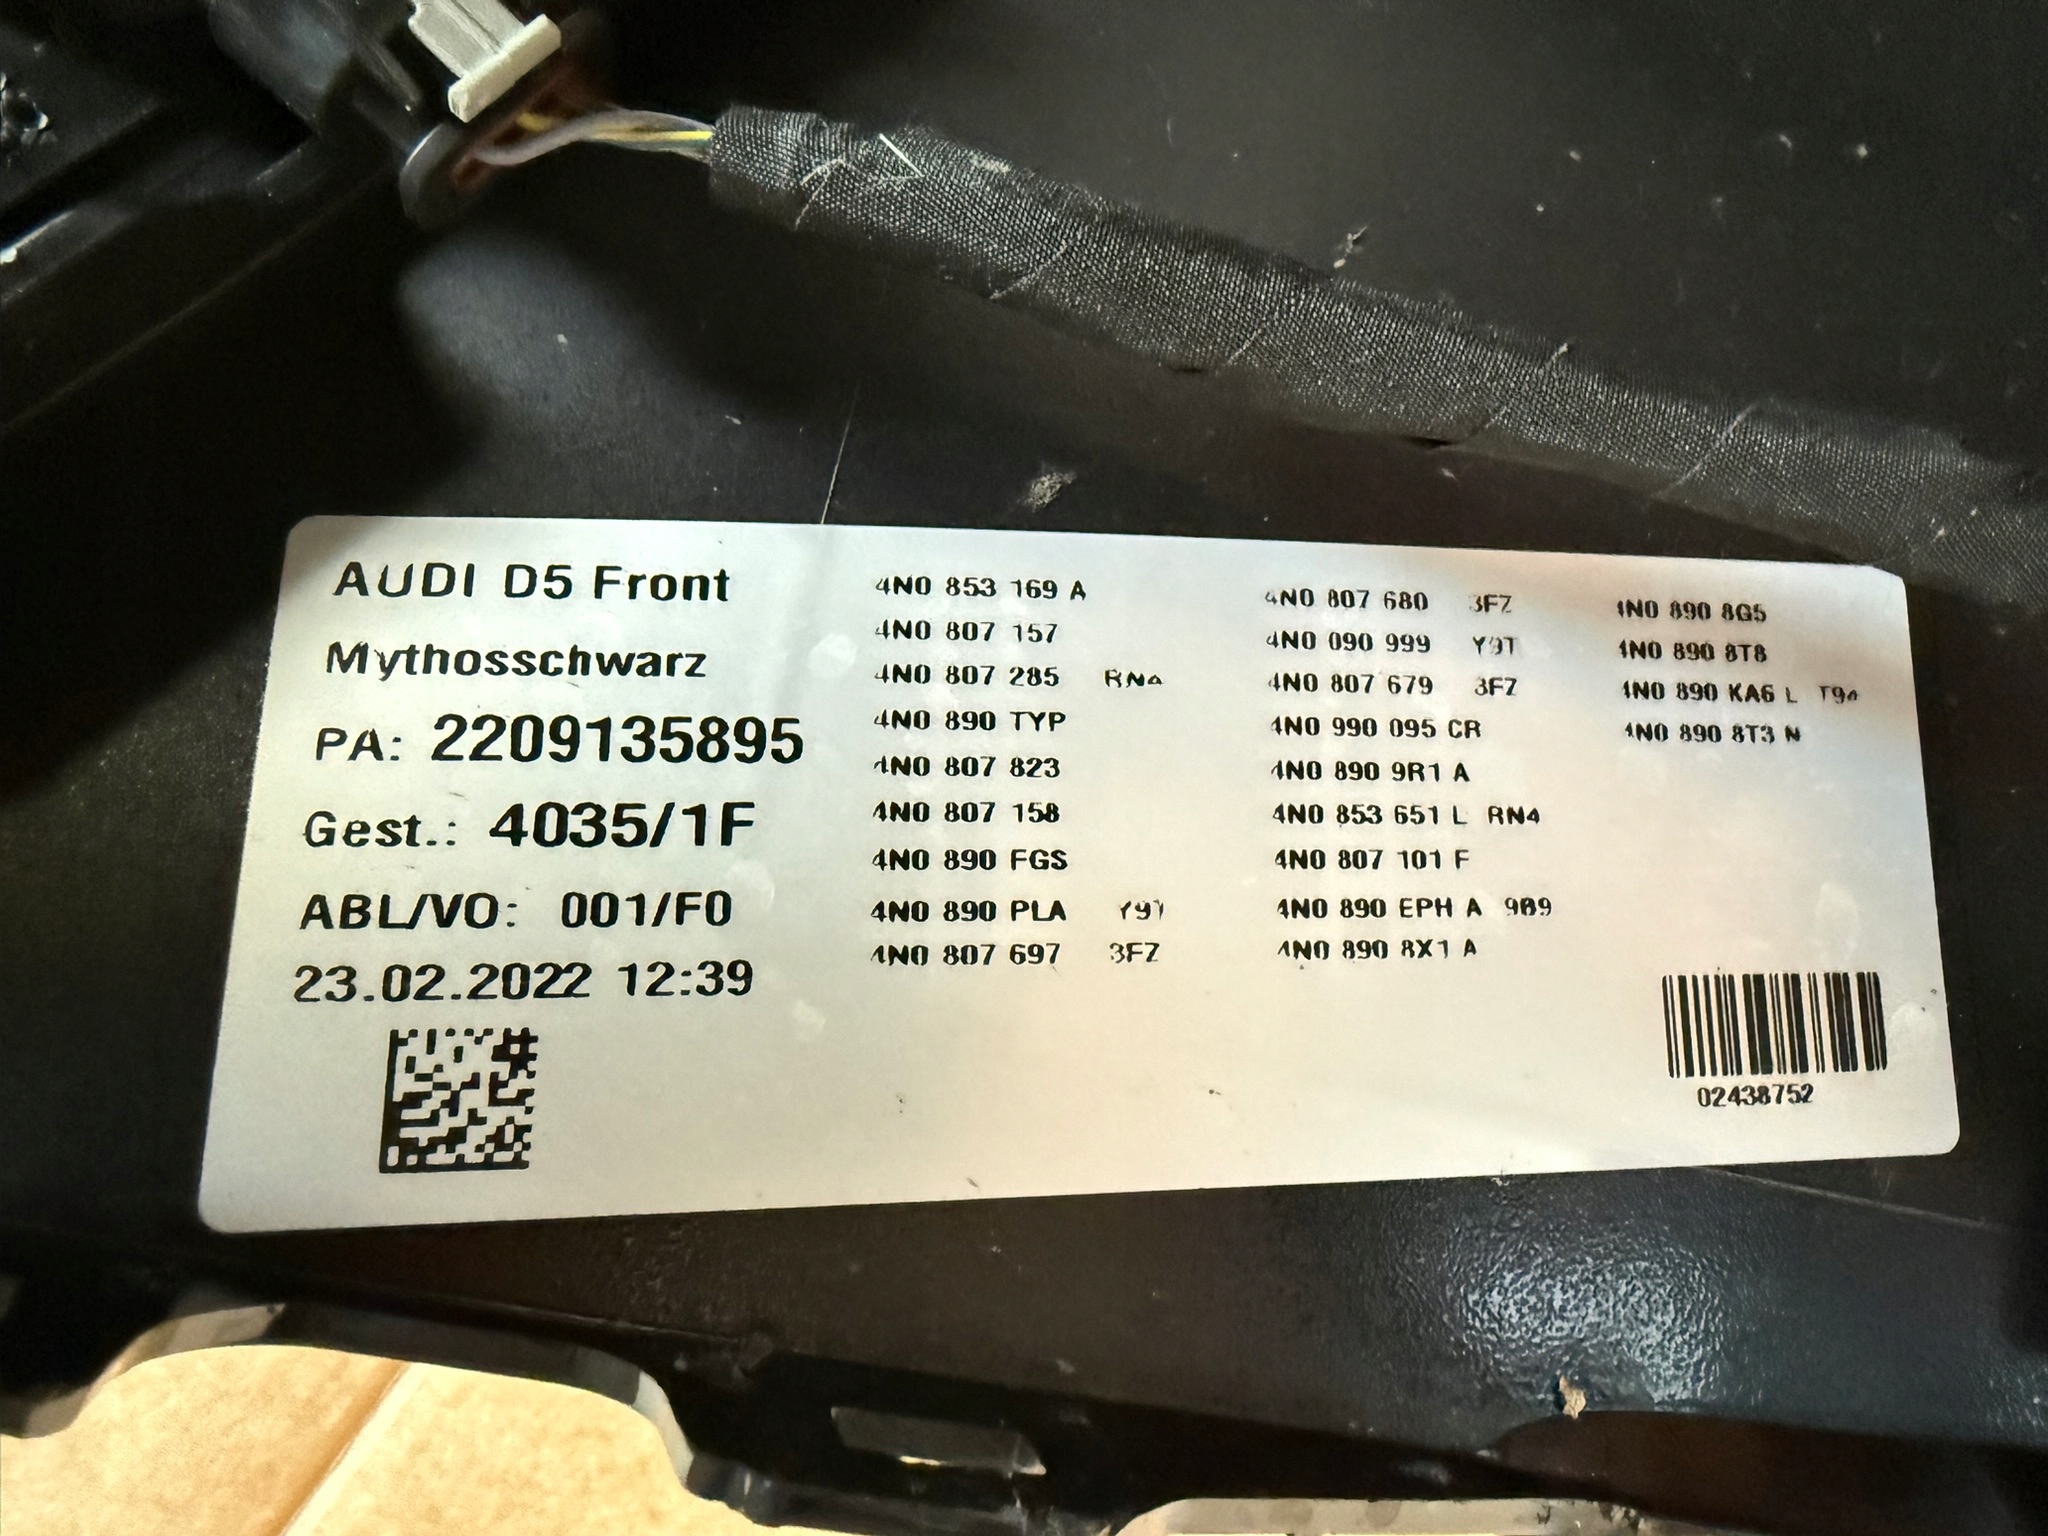 AUDI D5 Front
Mythosschwarz
PA: 2209135895
Gest.: 4035/1F
ABL/VO: 001/F0
23.02.2022 12:39
4N0 853 169 A
4N0 807 157
4N0 807 285 RN4
4N0 890 TYP
4N0 807 823
4N0 807 158
4N0 890 FGS
4N0 890 PLA Y9T
4N0 807 697 3FZ
4N0 807 680 3FZ
4N0 090 999 Y9T
4N0 807 679 3FZ
4N0 990 095 CR
4N0 890 9R1 A
4N0 853 651 L RN4
4N0 807 101 F
4N0 890 EPH A 9B9
4N0 890 8X1 A
4N0 890 8G5
4N0 890 8T8
4N0 890 KA6 L
4N0 890 8T3 N
02438752